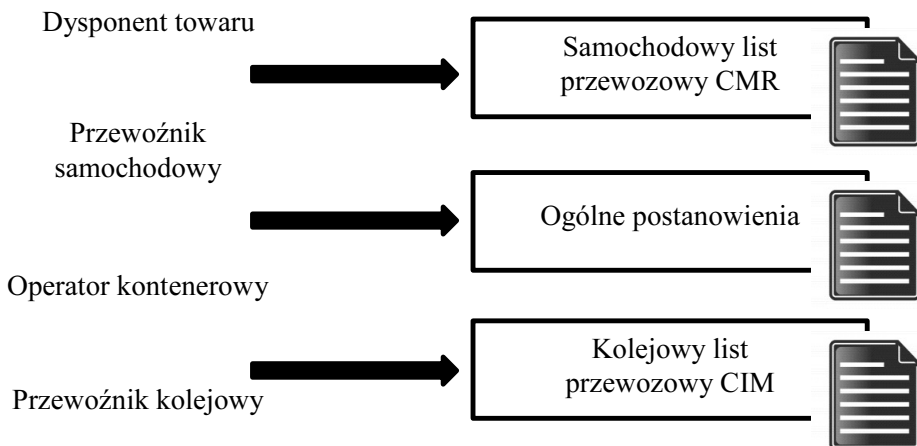 Dysponent towaru
Samochodowy list
przewozowy CMR
Przewoźnik
samochodowy
Ogólne postanowienia
Operator kontenerowy
Kolejowy list
przewozowy CIM
Przewoźnik kolejowy